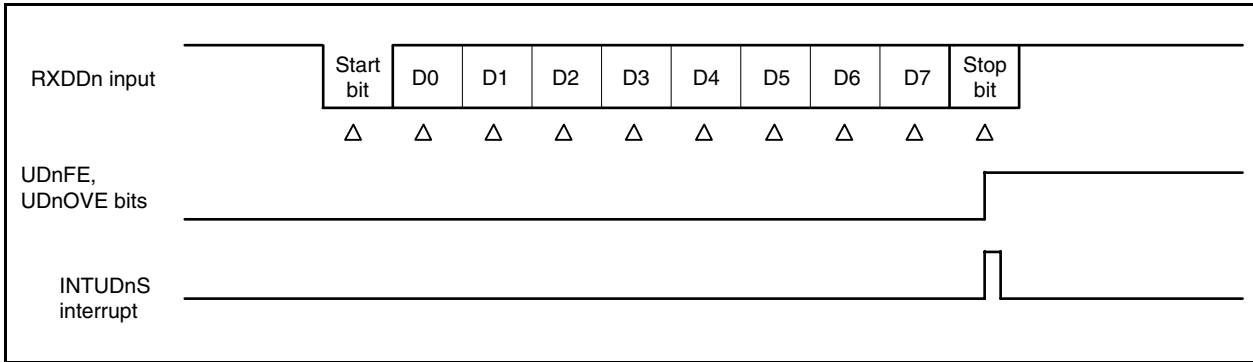 RXDDn input
Start
bit
D0
D1
D2
D3
D4
D5
D6
D7
Stop
bit
UDnFE,
UDnOVE bits
INTUDnS
interrupt